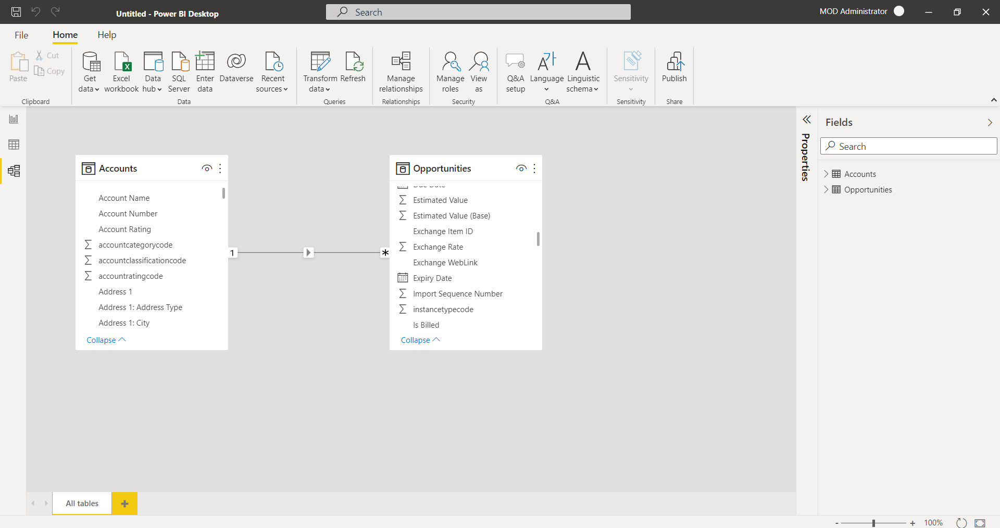 Untitled - Power BI Desktop
Search
MOD Administrator
File Home Help
Paste
Cut
Copy
Clipboard
Get data
Excel workbook
Data hub
SQL Server
Enter data
Dataverse
Recent sources
Data
Transform data
Refresh
Queries
Manage relationships
Relationships
Manage roles
View as
Security
Q&A setup
Language
Linguistic schema
Q&A
Sensitivity
Sensitivity
Publish
Share
Accounts
Account Name
Account Number
Account Rating
accountcategorycode
accountclassificationcode
accountratingcode
Address 1
Address 1: Address Type
Address 1: City
Collapse
1
*
Opportunities
Due Date
Estimated Value
Estimated Value (Base)
Exchange Item ID
Exchange Rate
Exchange WebLink
Expiry Date
Import Sequence Number
instancetypecode
Is Billed
Collapse
Properties
Fields
Search
Accounts
Opportunities
All tables
+
- + 100%